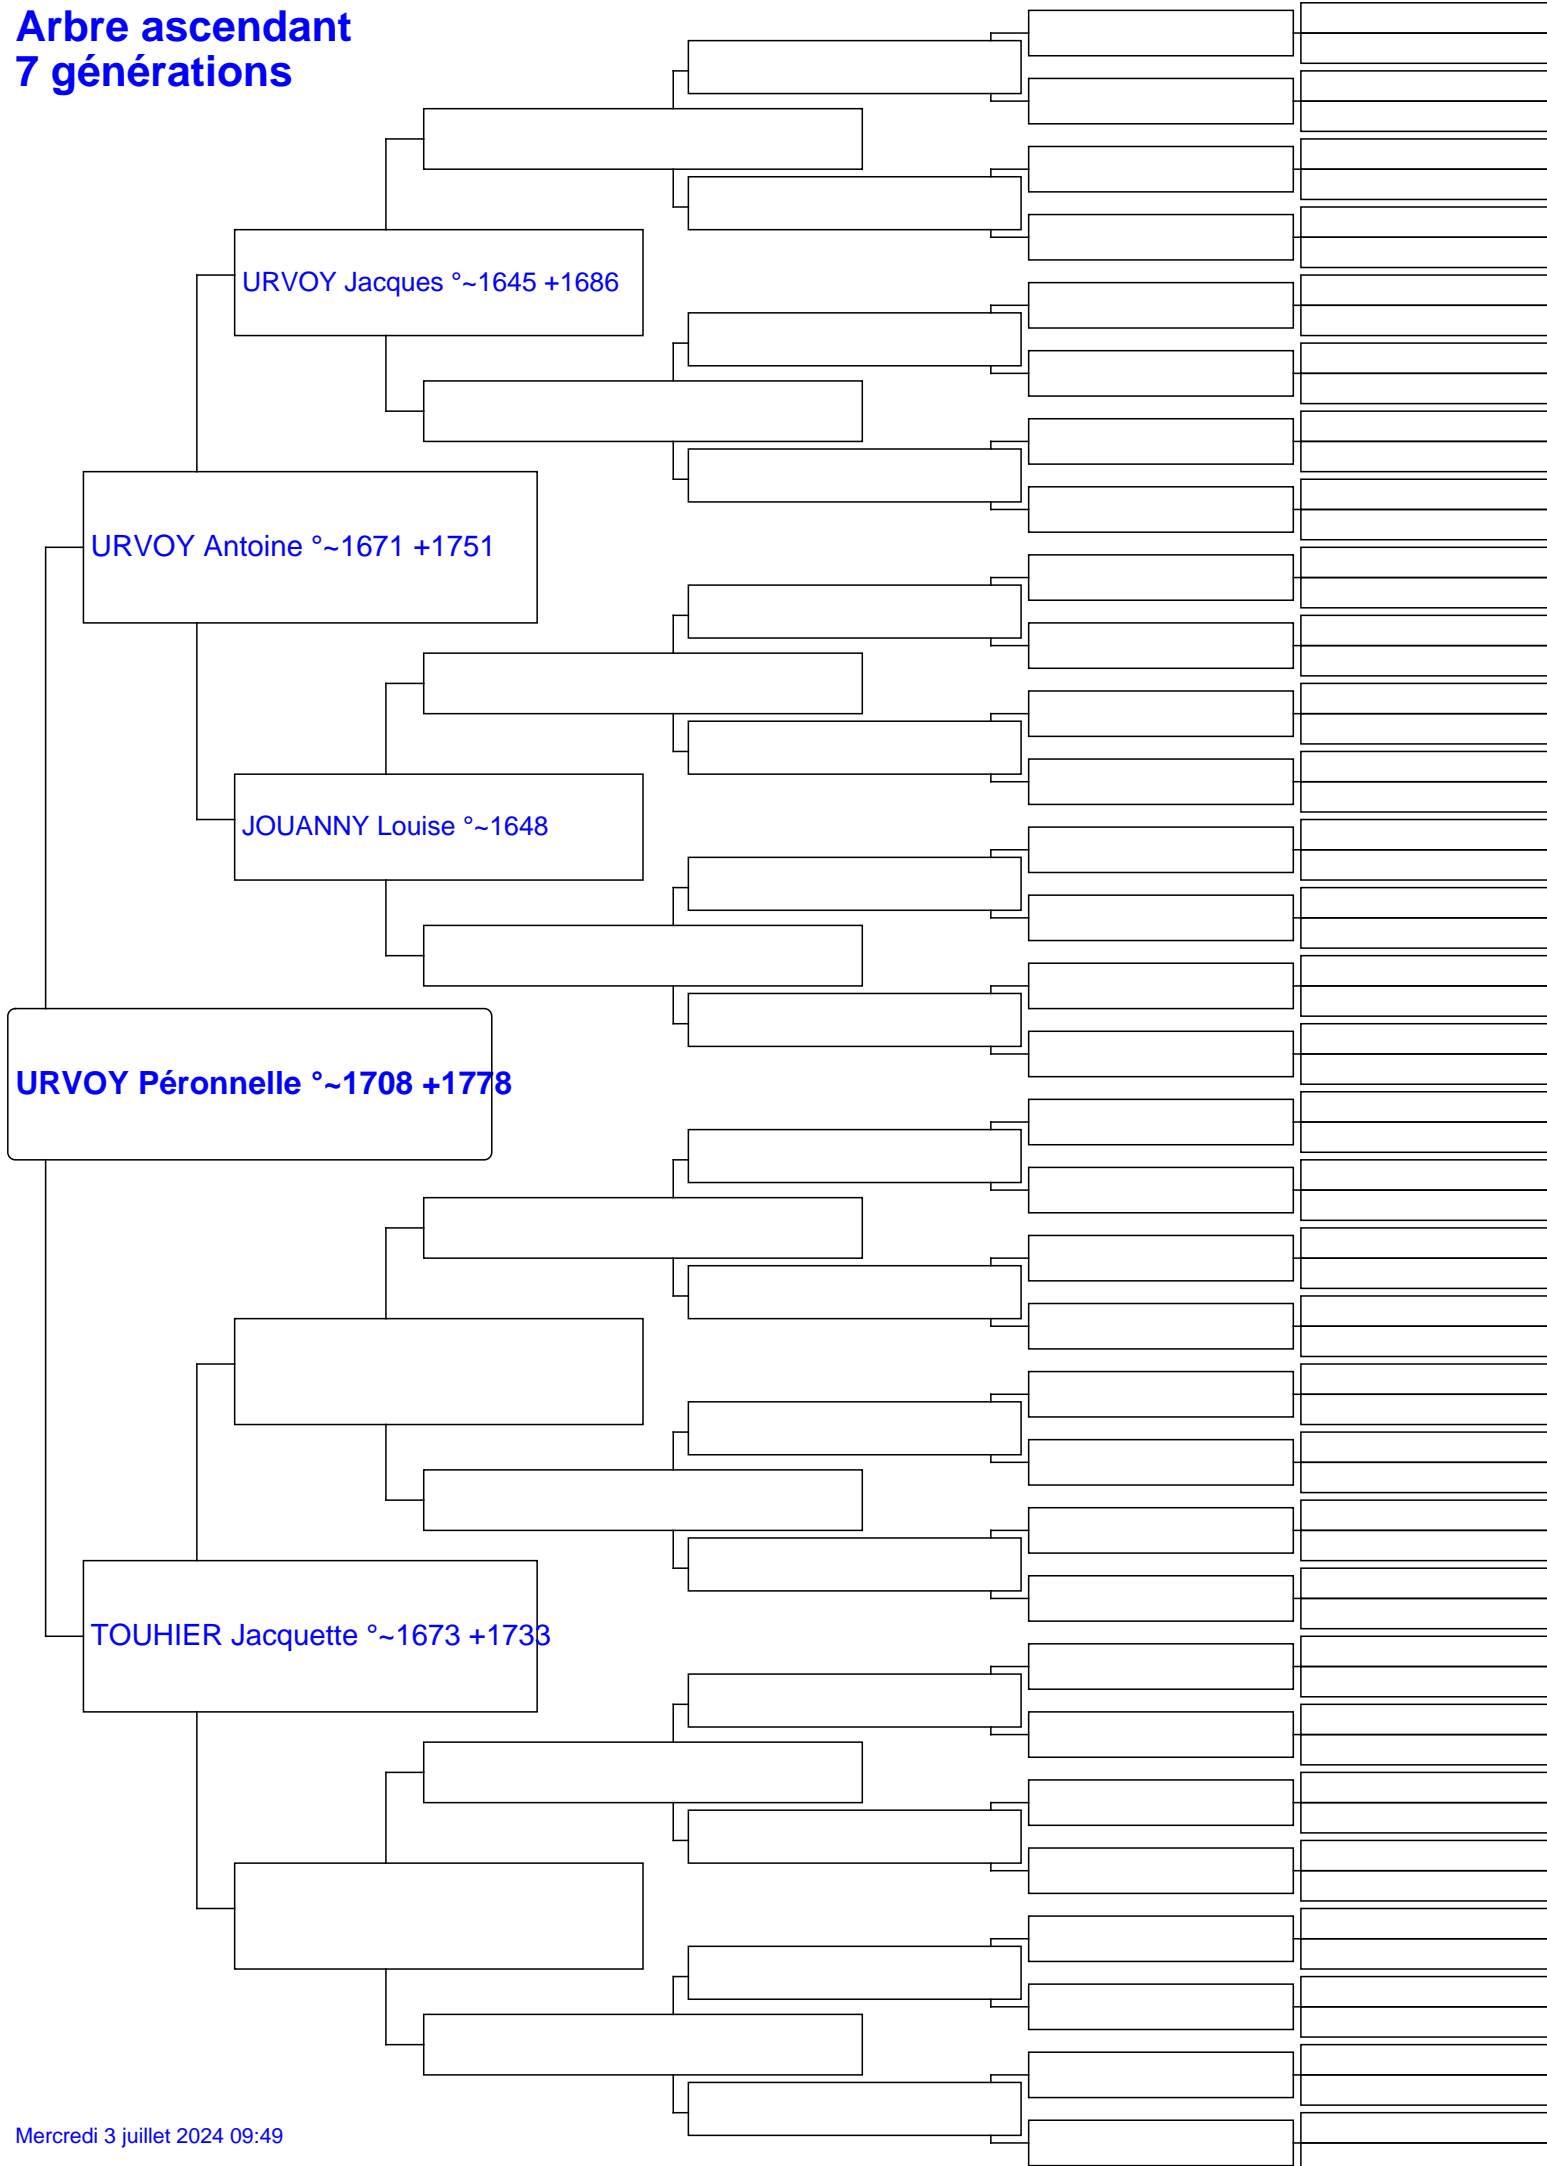 Arbre ascendant
7 générations
URVOY Jacques °~1645 +1686
URVOY Antoine °~1671 +1751
JOUANNY Louise °~1648
URVOY Péronnelle °~1708 +1778
TOUHIER Jacquette °~1673 +1733
Mercredi 3 juillet 2024 09:49